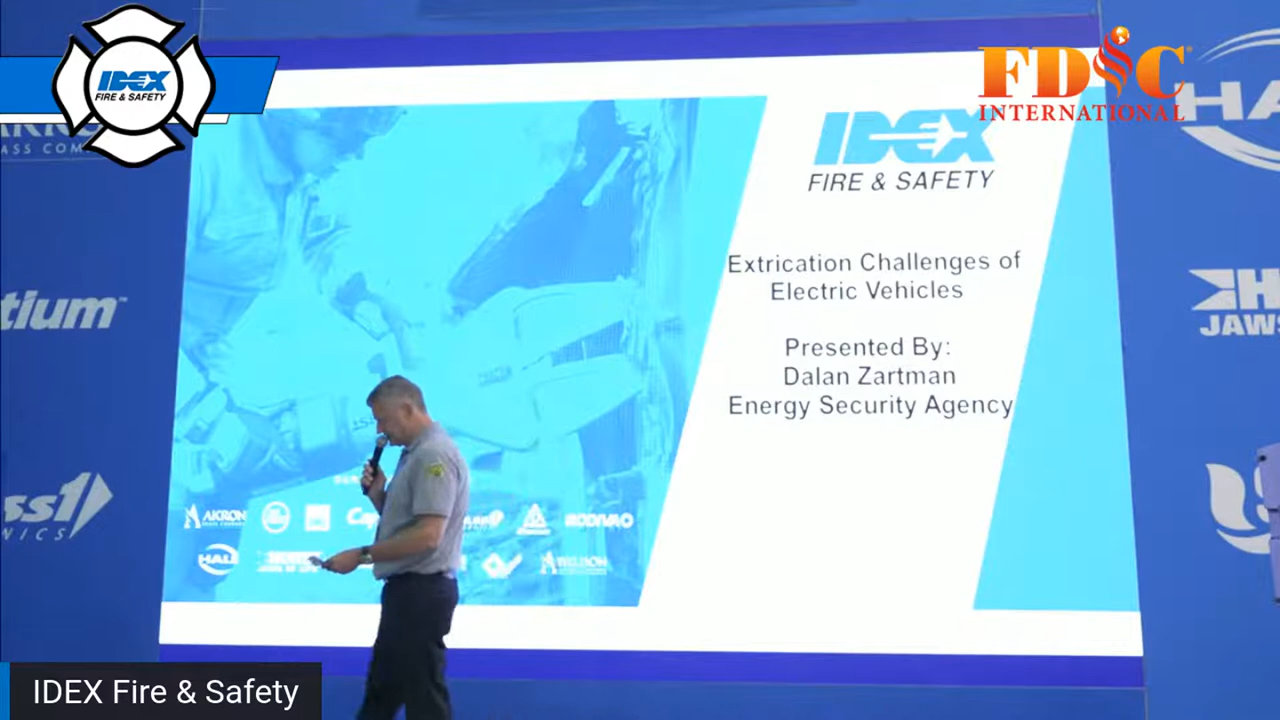 IDEX
FIRE & SAFETY
FDIC
INTERNATIONAL
IDEX
FIRE & SAFETY
Extrication Challenges of
Electric Vehicles
Presented By:
Dalan Zartman
Energy Security Agency
AKRON
HALE
tium™
JAWS
IDEX Fire & Safety